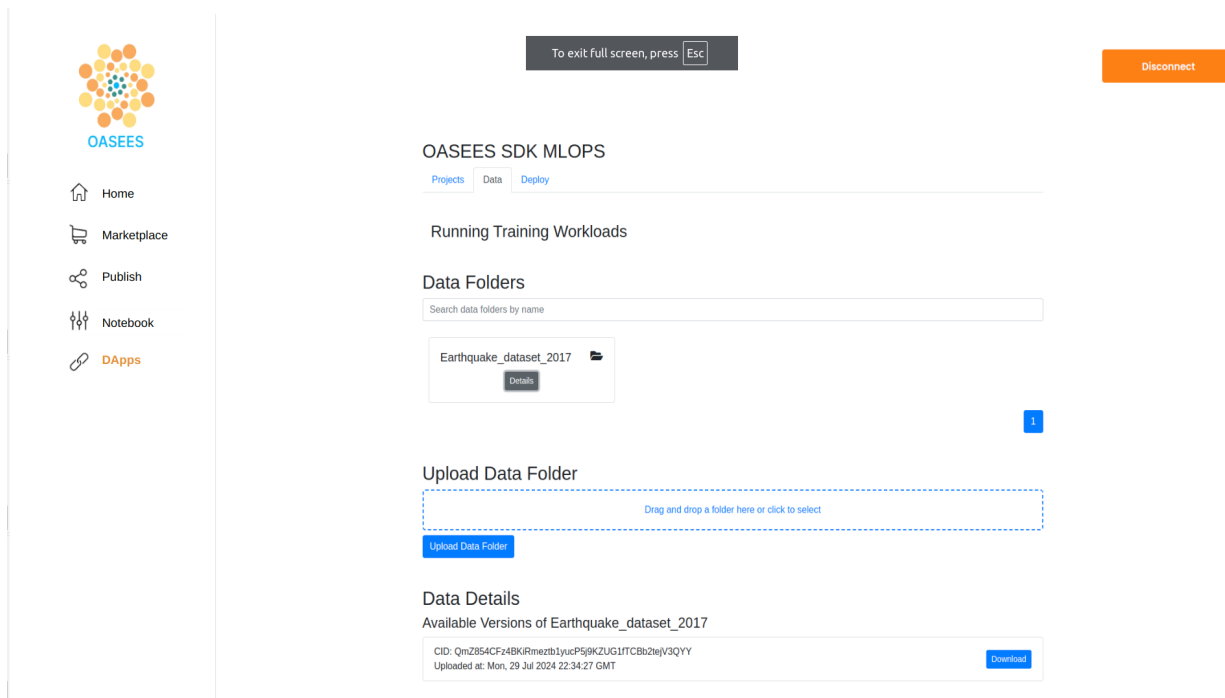 To exit full screen, press Esc
Disconnect
OASEES
Home
Marketplace
Publish
Notebook
DApps
OASEES SDK MLOPS
Projects Data Deploy
Running Training Workloads
Data Folders
Search data folders by name
Earthquake_dataset_2017
Details
1
Upload Data Folder
Drag and drop a folder here or click to select
Upload Data Folder
Data Details
Available Versions of Earthquake_dataset_2017
CID: QmZ854CFz4BKiRmeztb1yucP5j9KZUG1fTCBb2tejV3QYY
Uploaded at: Mon, 29 Jul 2024 22:34:27 GMT
Download